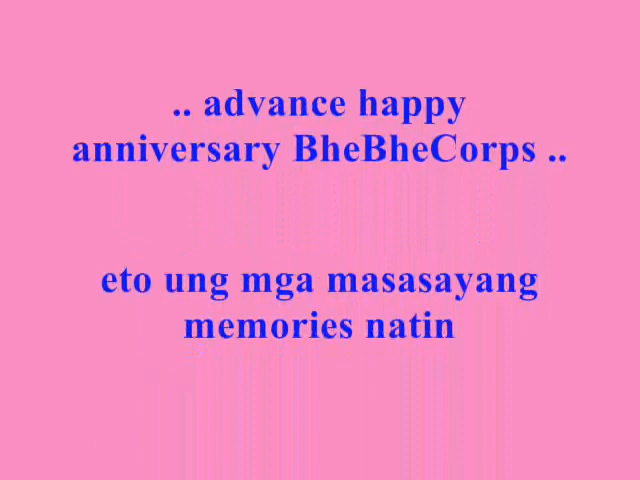 .. advance happy
anniversary BheBheCorps ..
eto ung mga masasayang
memories natin